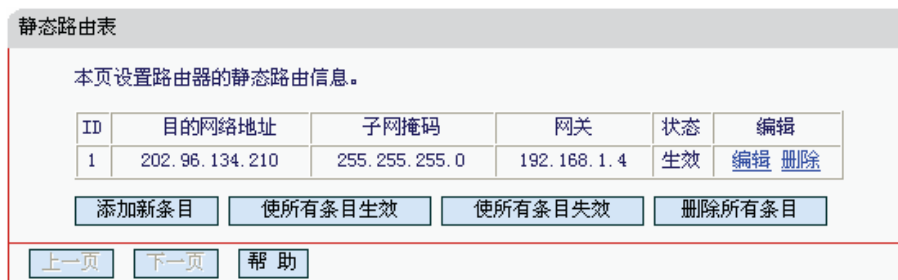 静态路由表
本页设置路由器的静态路由信息。
ID 目的网络地址 子网掩码 网关 状态 编辑
1 202.96.134.210 255.255.255.0 192.168.1.4 生效 编辑 删除
添加新条目 使所有条目生效 使所有条目失效 删除所有条目
上一页 下一页 帮 助